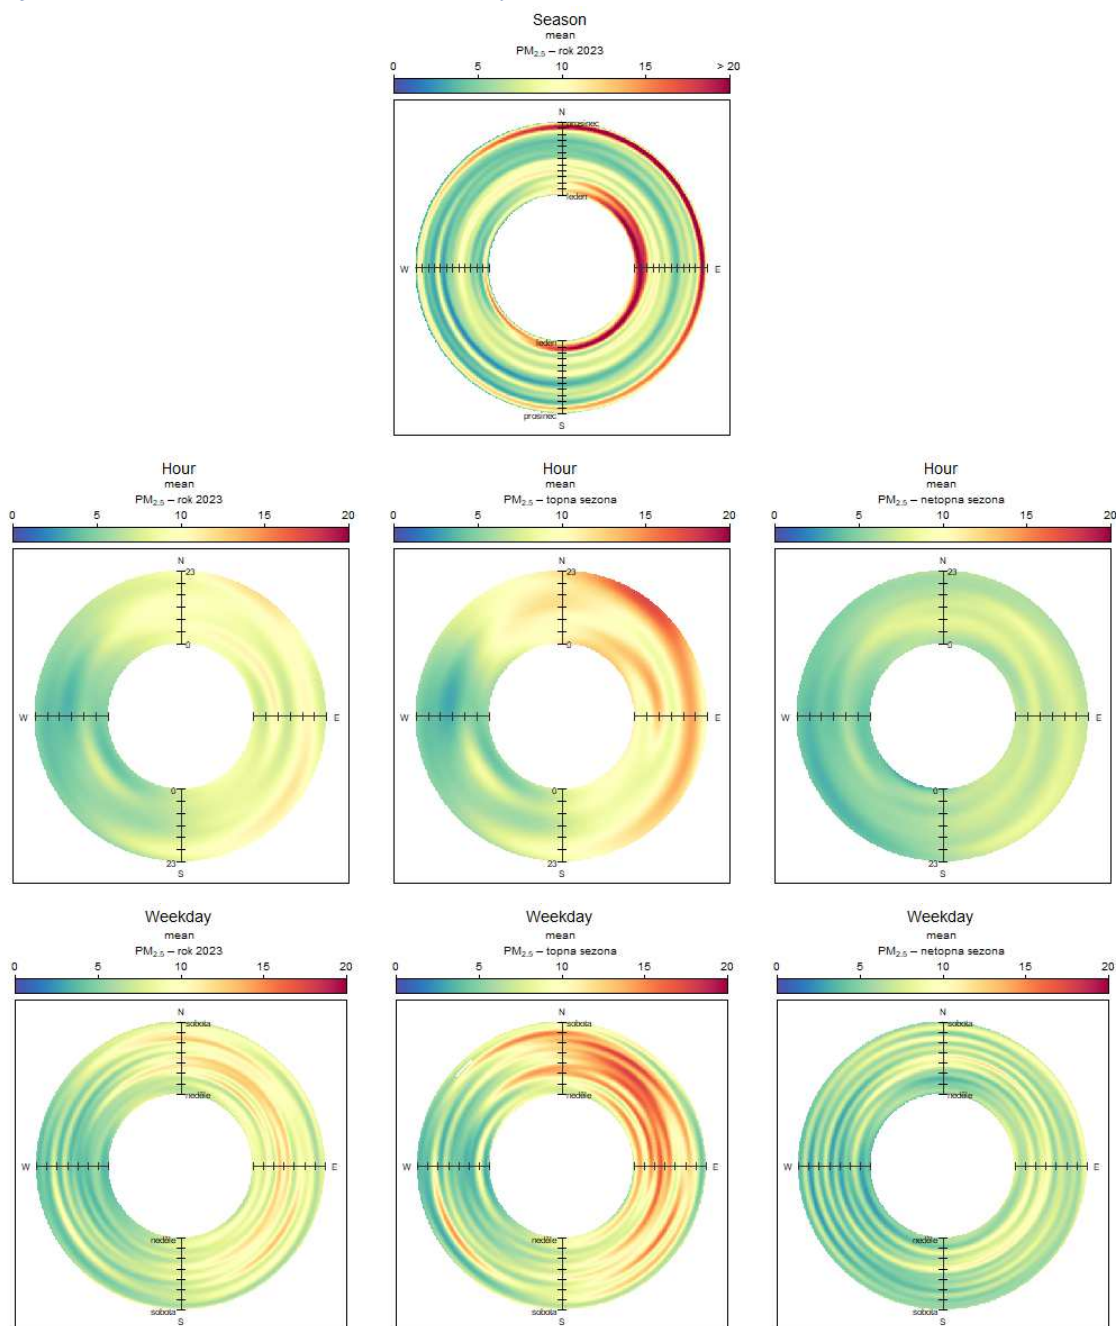 Season
mean
PM2.5 – rok 2023
0 5 10 15 > 20
N
prosinec
leden
W E
leden
prosinec
S
Hour Hour Hour
mean mean mean
PM2.5 – rok 2023 PM2.5 – topna sezona PM2.5 – netopna sezona
0 5 10 15 20 0 5 10 15 20 0 5 10 15 20
N N N
23 23 23
0 0 0
W E W E W E
0 0 0
23 23 23
S S S
Weekday Weekday Weekday
mean mean mean
PM2.5 – rok 2023 PM2.5 – topna sezona PM2.5 – netopna sezona
0 5 10 15 20 0 5 10 15 20 0 5 10 15 20
N N N
sobota sobota sobota
neděle neděle neděle
W E W E W E
neděle neděle neděle
sobota sobota sobota
S S S